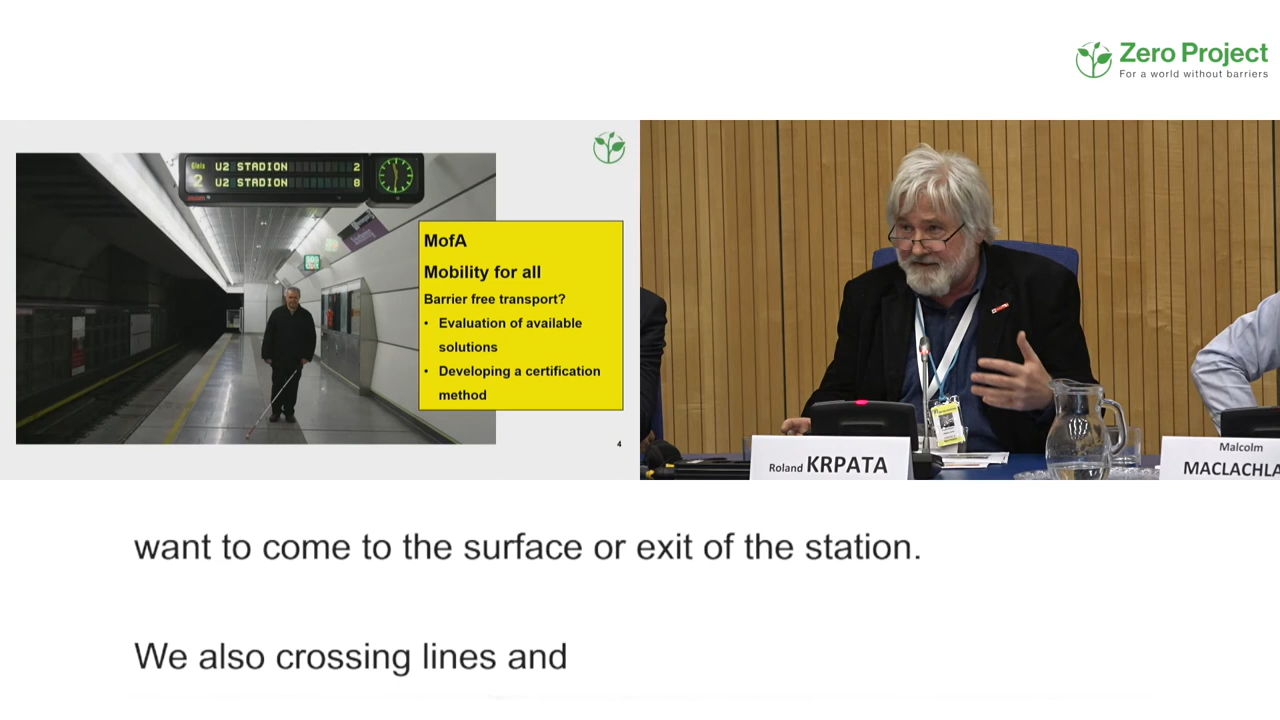 Zero Project
For a world without barriers
Gleis
2
U2 STADION 2
U2 STADION 8
MofA
Mobility for all
Barrier free transport?
• Evaluation of available
solutions
• Developing a certification
method
4
Roland KRPATA
Malcolm
MACLACHLA
want to come to the surface or exit of the station.
We also crossing lines and